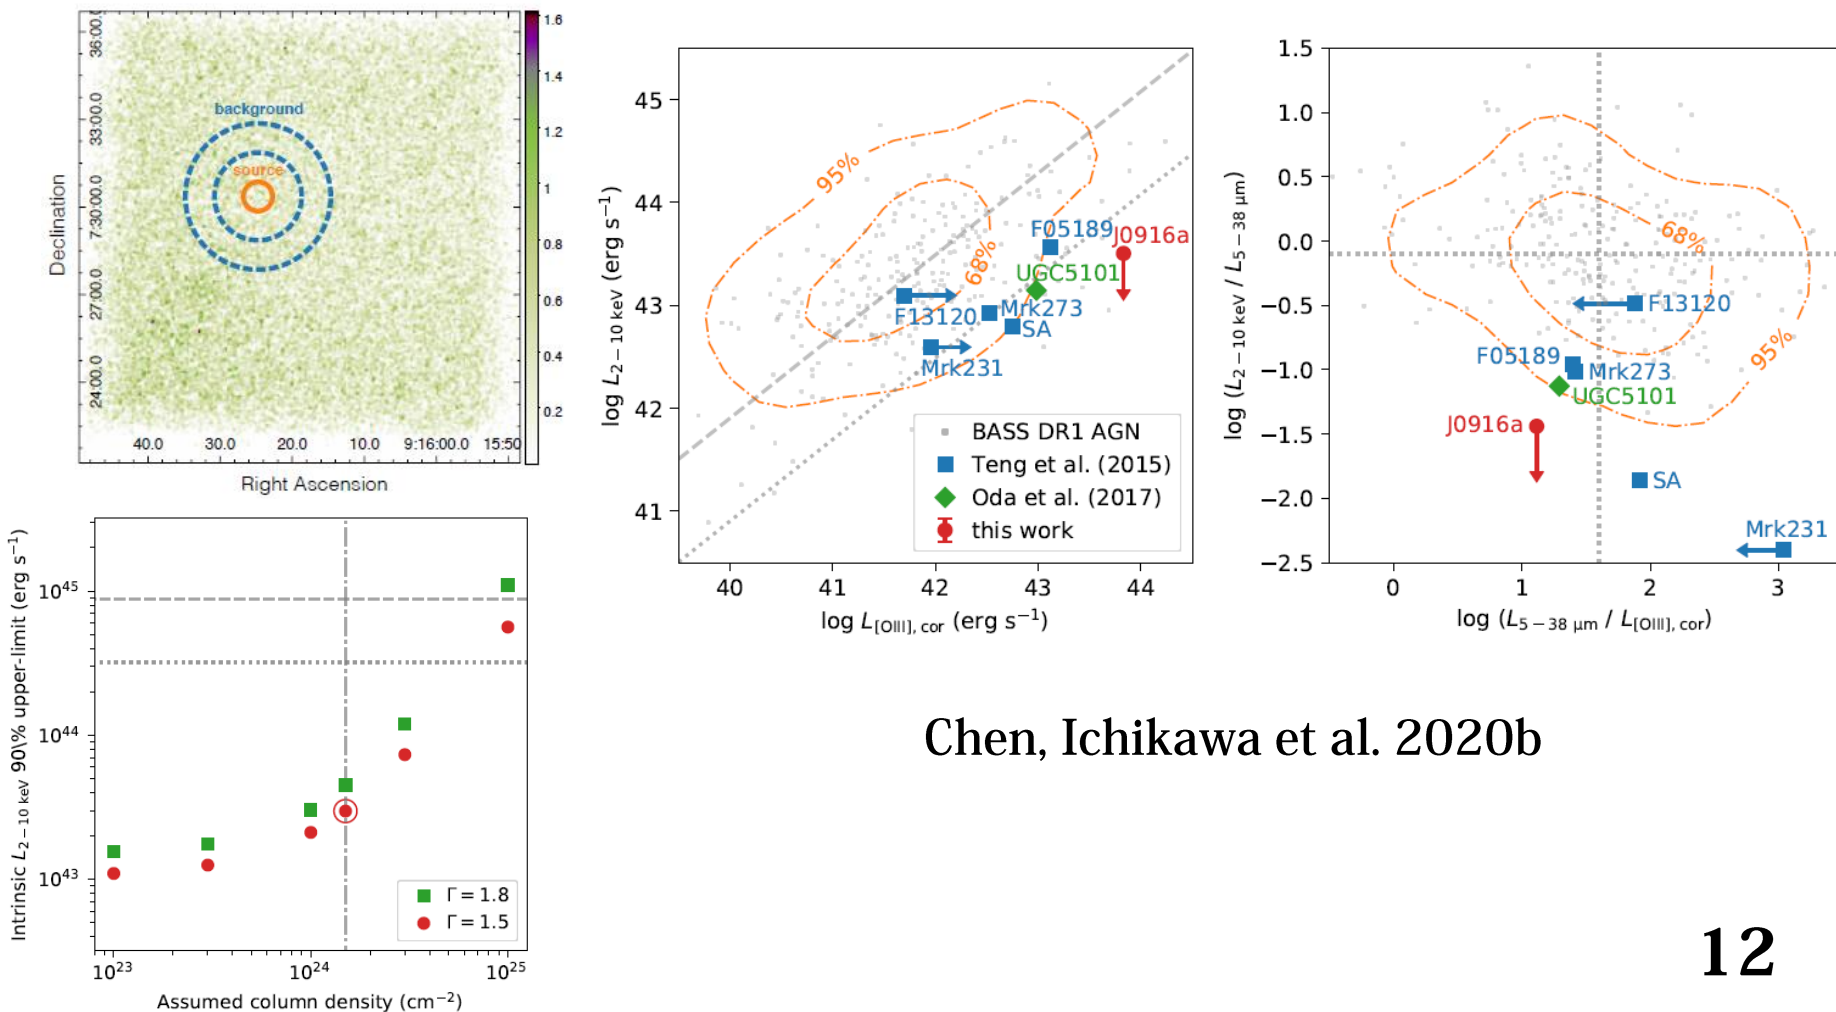 background
source
Declination
36:00.0
33:00.0
7:30:00.0
27:00.0
24:00.0
40.0 30.0 20.0 10.0 9:16:00.0 15:50
Right Ascension
1.6
1.4
1.2
1
0.8
0.6
0.4
0.2
log L2−10 keV (erg s−1)
45
44
43
42
41
95%
68%
F05189
J0916a
UGC5101
F13120
Mrk273
SA
Mrk231
BASS DR1 AGN
Teng et al. (2015)
Oda et al. (2017)
this work
40 41 42 43 44
log L[OIII], cor (erg s−1)
log (L2−10 keV / L5−38 μm)
1.5
1.0
0.5
0.0
−0.5
−1.0
−1.5
−2.0
−2.5
68%
95%
F13120
F05189
Mrk273
UGC5101
J0916a
SA
Mrk231
0 1 2 3
log (L5−38 μm / L[OIII], cor)
Intrinsic L2−10 keV 90\% upper-limit (erg s−1)
10^45
10^44
10^43
Γ = 1.8
Γ = 1.5
10^23 10^24 10^25
Assumed column density (cm−2)
Chen, Ichikawa et al. 2020b
12